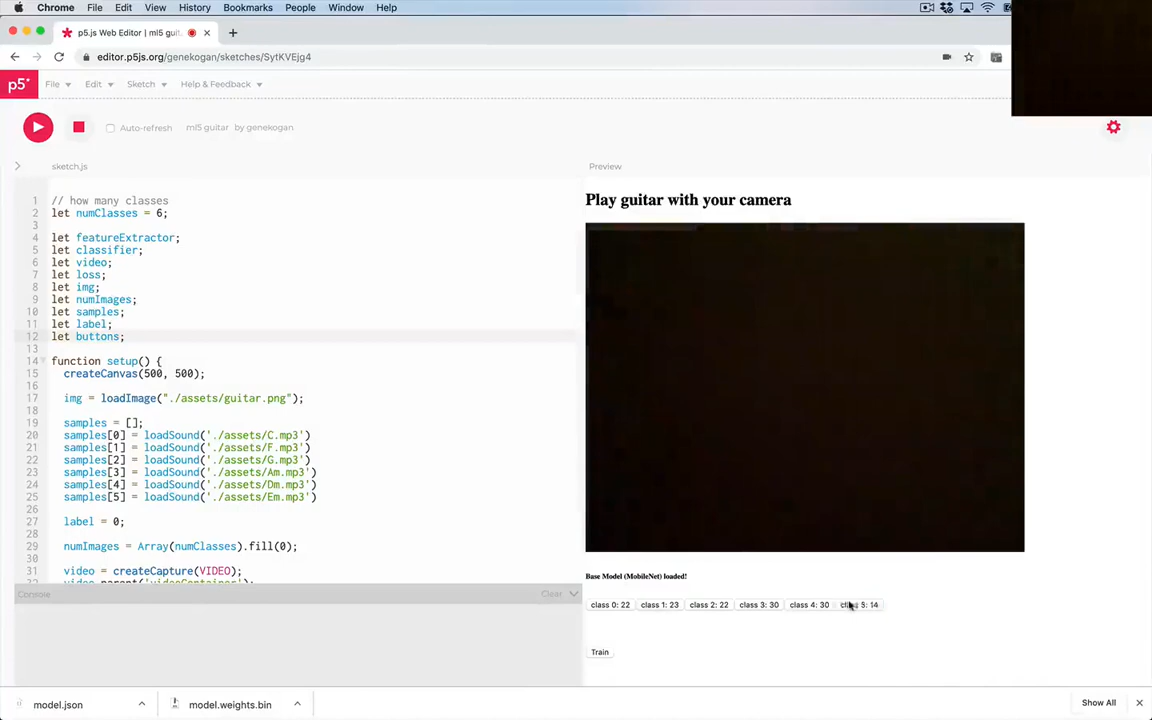 Chrome File Edit View History Bookmarks People Window Help
p5.js Web Editor | ml5 guit
editor.p5js.org/genekogan/sketches/SytKVEjg4
p5* File Edit Sketch Help & Feedback
Auto-refresh ml5 guitar by genekogan
sketch.js
Preview
1 // how many classes
2 let numClasses = 6;
3
4 let featureExtractor;
5 let classifier;
6 let video;
7 let loss;
8 let img;
9 let numImages;
10 let samples;
11 let label;
12 let buttons;
13
14 function setup() {
15 createCanvas(500, 500);
16
17 img = loadImage("./assets/guitar.png");
18
19 samples = [];
20 samples[0] = loadSound('./assets/C.mp3')
21 samples[1] = loadSound('./assets/F.mp3')
22 samples[2] = loadSound('./assets/G.mp3')
23 samples[3] = loadSound('./assets/Am.mp3')
24 samples[4] = loadSound('./assets/Dm.mp3')
25 samples[5] = loadSound('./assets/Em.mp3')
26
27 label = 0;
28
29 numImages = Array(numClasses).fill(0);
30
31 video = createCapture(VIDEO);
Console Clear
Play guitar with your camera
Base Model (MobileNet) loaded!
class 0: 22 class 1: 23 class 2: 22 class 3: 30 class 4: 30 5: 14
Train
model.json model.weights.bin Show All